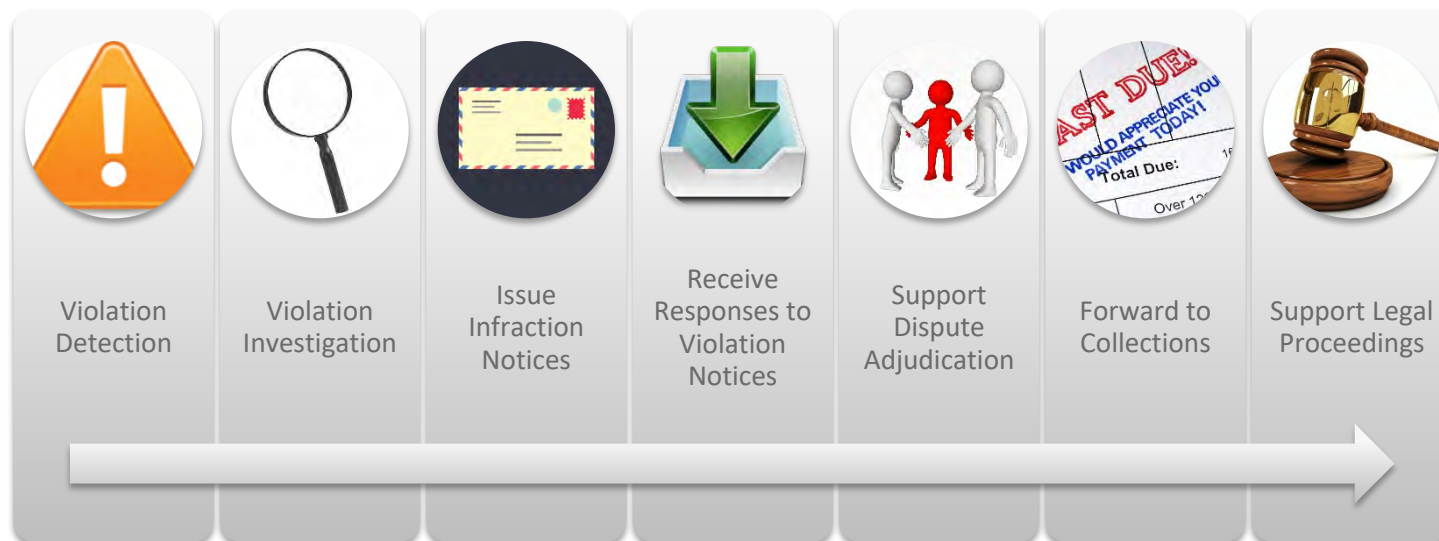 AST DUE!
WOULD APPRECIATE YOU
PAYMENT TODAY!
Total Due:
Over
Violation
Detection
Violation
Investigation
Issue
Infraction
Notices
Receive
Responses to
Violation
Notices
Support
Dispute
Adjudication
Forward to
Collections
Support Legal
Proceedings